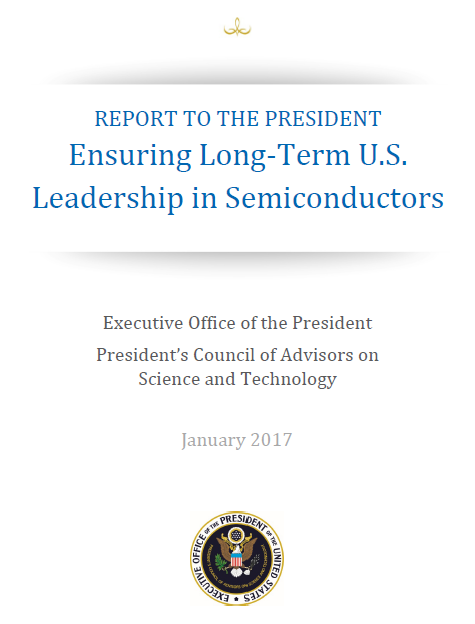 REPORT TO THE PRESIDENT
Ensuring Long-Term U.S.
Leadership in Semiconductors
Executive Office of the President
President's Council of Advisors on
Science and Technology
January 2017
EXECUTIVE OFFICE OF THE PRESIDENT OF THE UNITED STATES